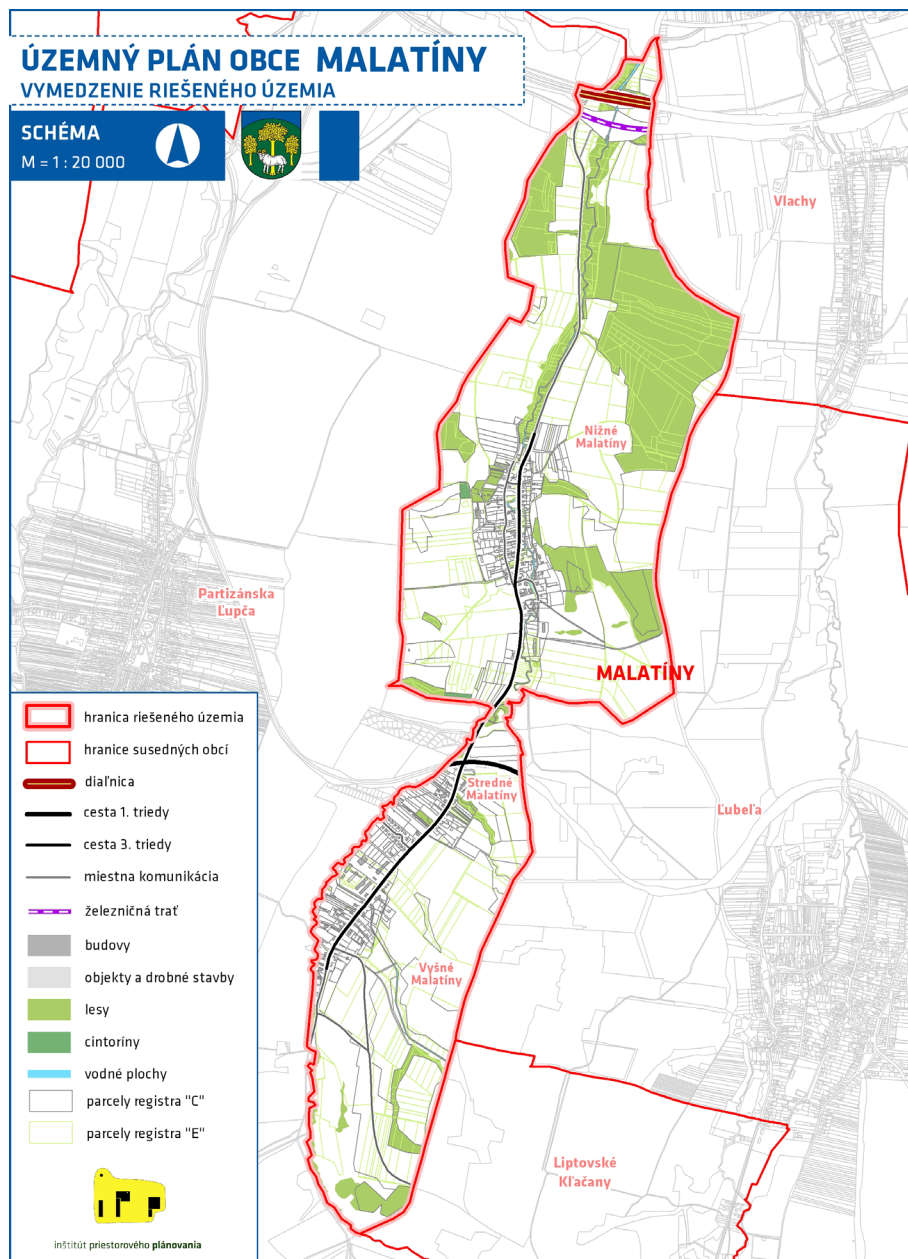 ÚZEMNÝ PLÁN OBCE MALATÍNY
VYMEDZENIE RIEŠENÉHO ÚZEMIA
SCHÉMA
M = 1 : 20 000
Vlachy
Nižné
Malatíny
Partizánska
Ľupča
MALATÍNY
Stredné
Malatíny
Ľubeľa
Vyšné
Malatíny
Liptovské
Kľačany
hranica riešeného územia
hranice susedných obcí
diaľnica
cesta 1. triedy
cesta 3. triedy
miestna komunikácia
železničná trať
budovy
objekty a drobné stavby
lesy
cintoríny
vodné plochy
parcely registra "C"
parcely registra "E"
inštitút priestorového plánovania